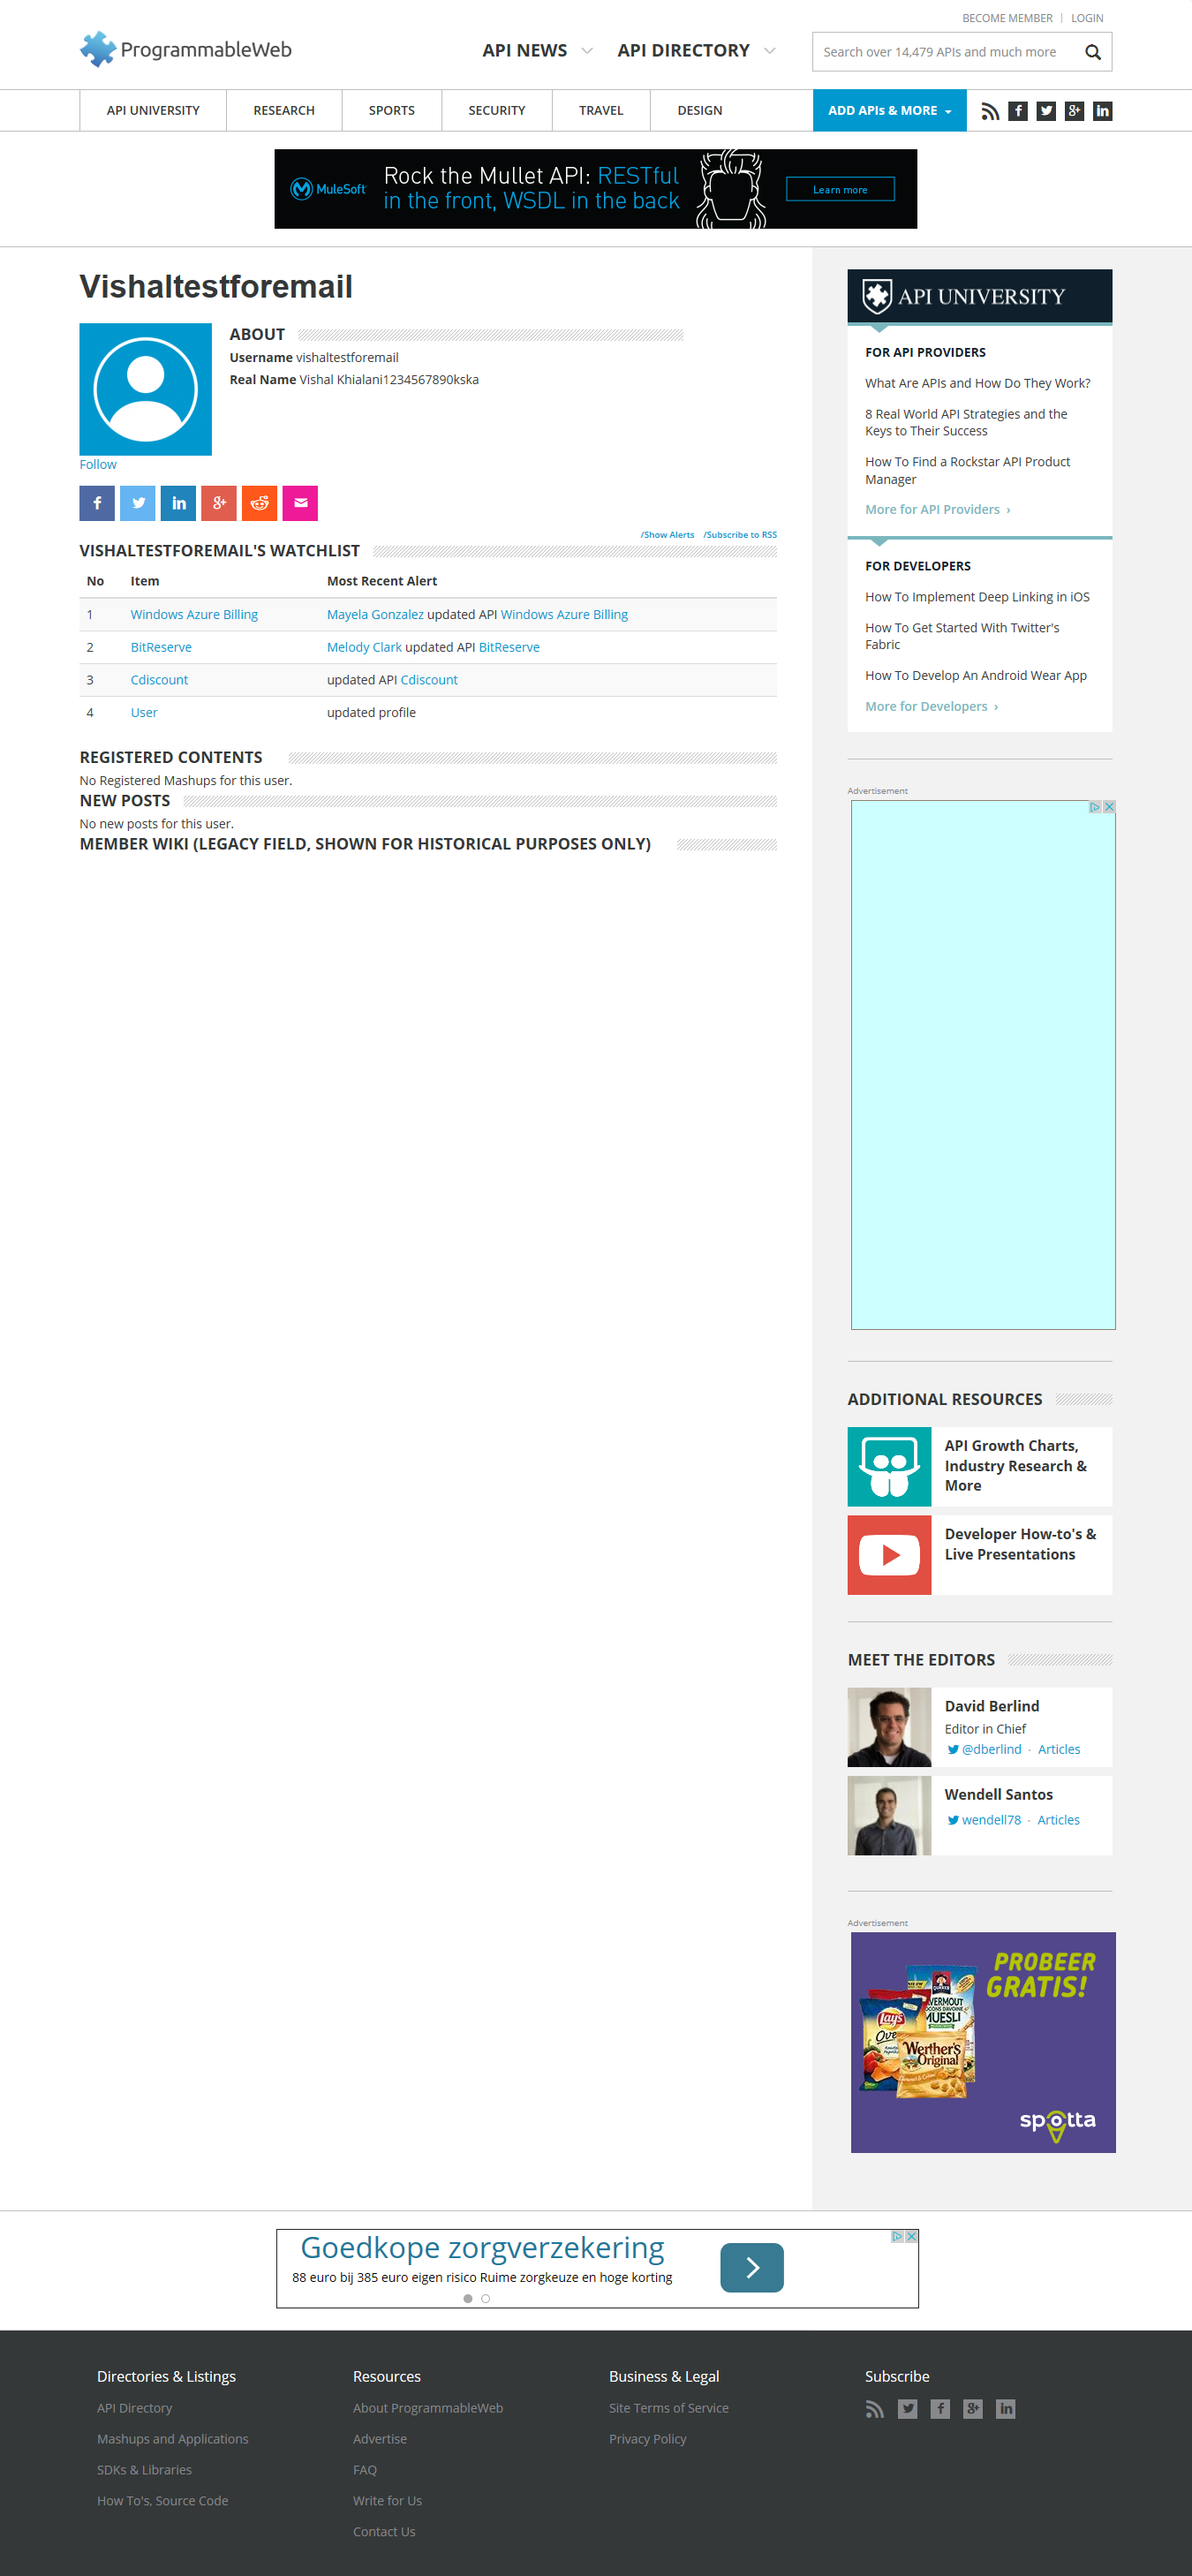 BECOME MEMBER | LOGIN
ProgrammableWeb
API NEWS
API DIRECTORY
Search over 14,479 APIs and much more
API UNIVERSITY
RESEARCH
SPORTS
SECURITY
TRAVEL
DESIGN
ADD APIs & MORE
MuleSoft
Rock the Mullet API: RESTful
in the front, WSDL in the back
Learn more
Vishaltestforemail
ABOUT
Username vishaltestforemail
Real Name Vishal Khialani1234567890kska
Follow
/Show Alerts /Subscribe to RSS
VISHALTESTFOREMAIL'S WATCHLIST
No Item Most Recent Alert
1 Windows Azure Billing Mayela Gonzalez updated API Windows Azure Billing
2 BitReserve Melody Clark updated API BitReserve
3 Cdiscount updated API Cdiscount
4 User updated profile
REGISTERED CONTENTS
No Registered Mashups for this user.
NEW POSTS
No new posts for this user.
MEMBER WIKI (LEGACY FIELD, SHOWN FOR HISTORICAL PURPOSES ONLY)
API UNIVERSITY
FOR API PROVIDERS
What Are APIs and How Do They Work?
8 Real World API Strategies and the
Keys to Their Success
How To Find a Rockstar API Product
Manager
More for API Providers ›
FOR DEVELOPERS
How To Implement Deep Linking in iOS
How To Get Started With Twitter's
Fabric
How To Develop An Android Wear App
More for Developers ›
Advertisement
ADDITIONAL RESOURCES
API Growth Charts,
Industry Research &
More
Developer How-to's &
Live Presentations
MEET THE EDITORS
David Berlind
Editor in Chief
@dberlind · Articles
Wendell Santos
wendell78 · Articles
Advertisement
PROBEER
GRATIS!
Lay's
Oven
MUESLI
Werther's
Original
spotta
Goedkope zorgverzekering
88 euro bij 385 euro eigen risico Ruime zorgkeuze en hoge korting
Directories & Listings
API Directory
Mashups and Applications
SDKs & Libraries
How To's, Source Code
Resources
About ProgrammableWeb
Advertise
FAQ
Write for Us
Contact Us
Business & Legal
Site Terms of Service
Privacy Policy
Subscribe